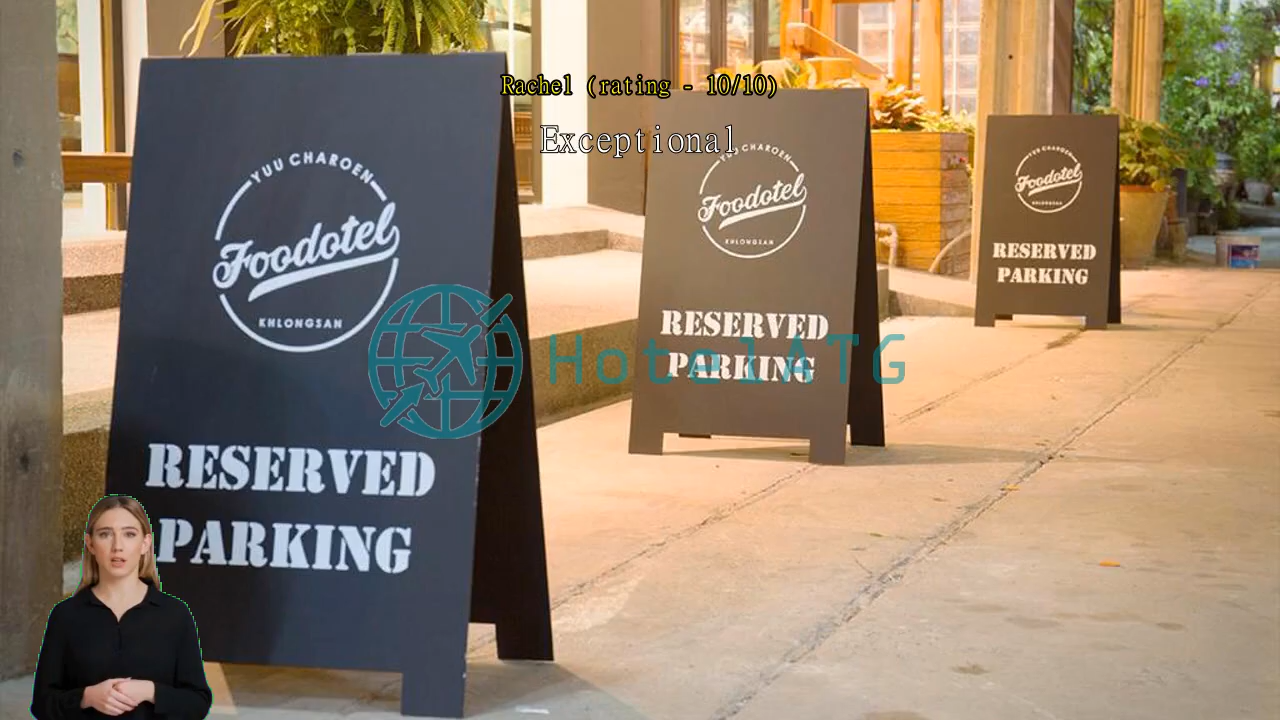 Rachel (rating - 10/10)
Exceptional
YUU CHAROEN
Foodotel
KHLONGSAN
RESERVED
PARKING
YUU CHAROEN
Foodotel
KHLONGSAN
RESERVED
PARKING
YUU CHAROEN
Foodotel
KHLONGSAN
RESERVED
PARKING
HotelATG